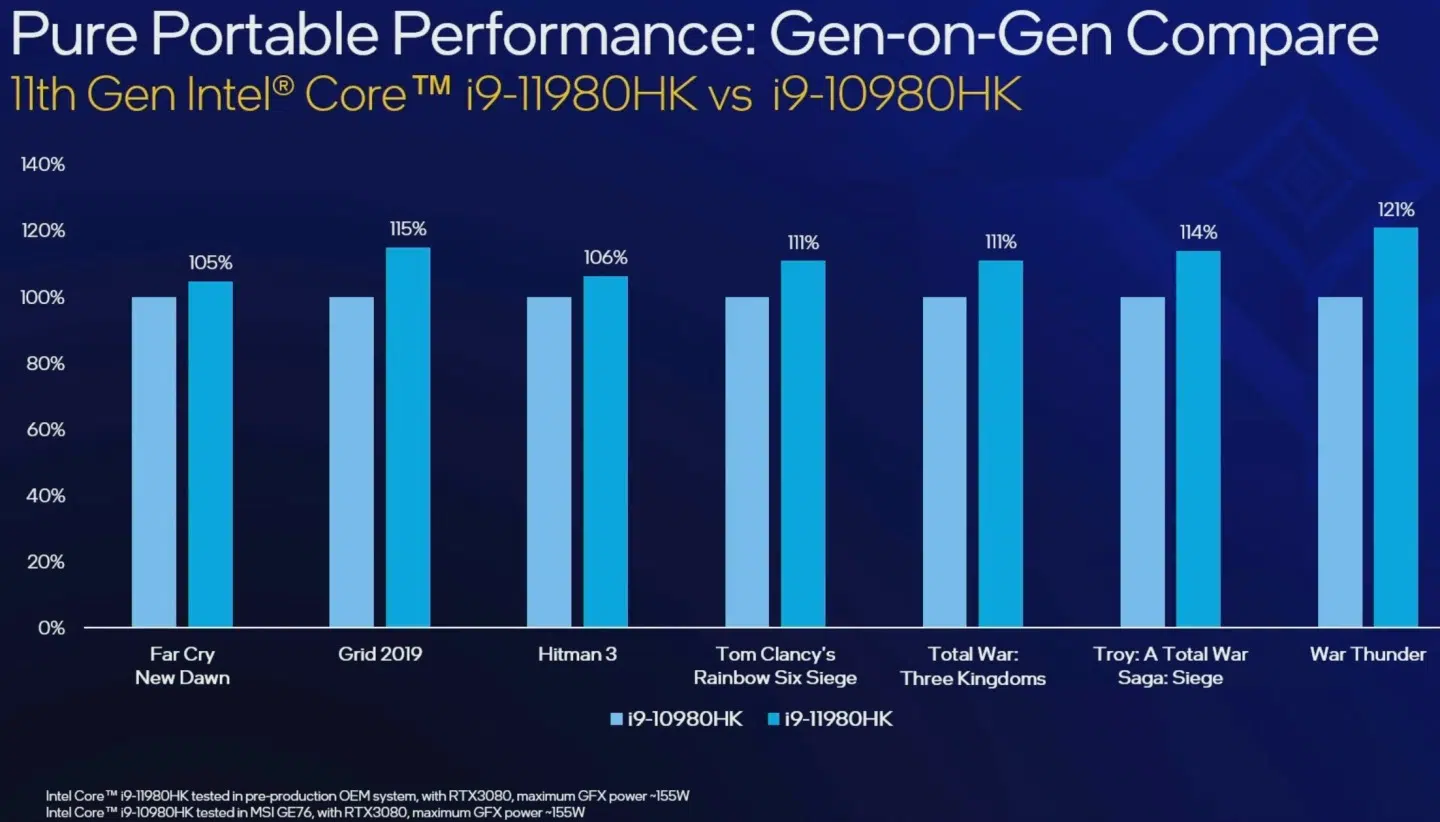 Pure Portable Performance: Gen-on-Gen Compare
11th Gen Intel® Core™ i9-11980HK vs i9-10980HK
140%
120%
100%
80%
60%
40%
20%
0%
105%
115%
106%
111%
111%
114%
121%
Far Cry
New Dawn
Grid 2019
Hitman 3
Tom Clancy's
Rainbow Six Siege
Total War:
Three Kingdoms
Troy: A Total War
Saga: Siege
War Thunder
i9-10980HK
i9-11980HK
Intel Core™ i9-11980HK tested in pre-production OEM system, with RTX3080, maximum GFX power ~155W
Intel Core™ i9-10980HK tested in MSI GE76, with RTX3080, maximum GFX power ~155W